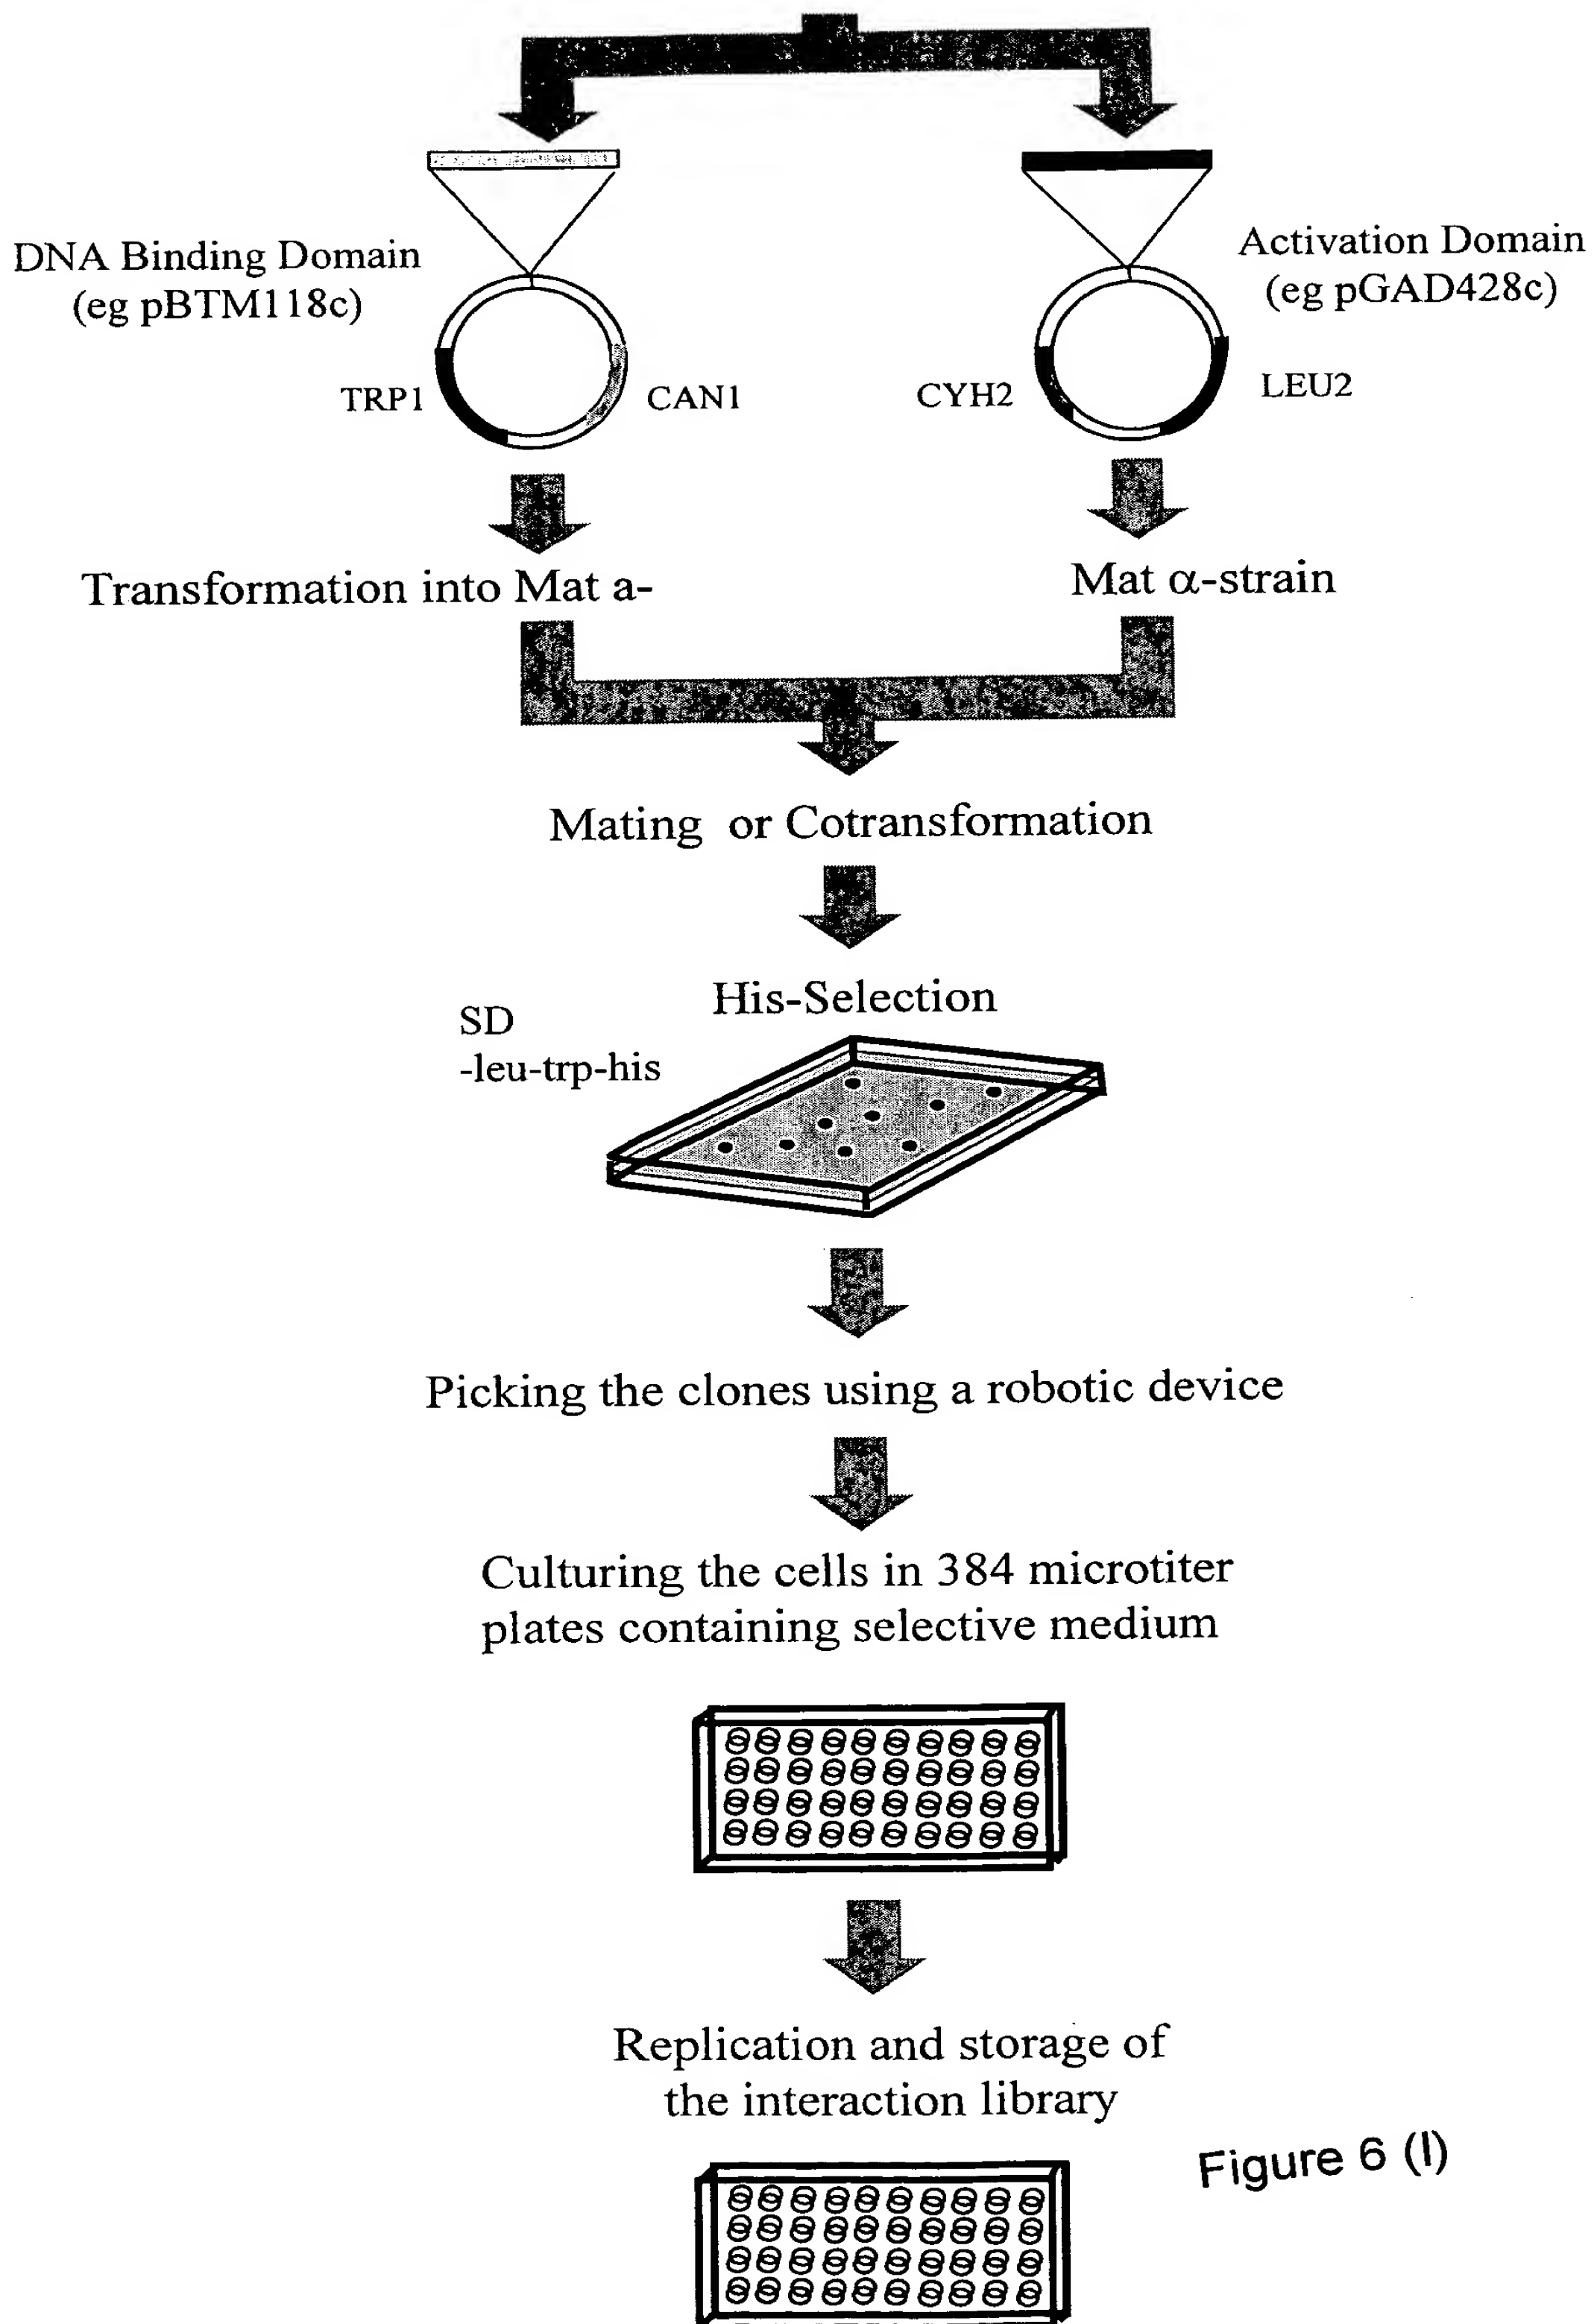 DNA Binding Domain
(eg pBTM118c)
Activation Domain
(eg pGAD428c)
TRP1
CAN1
CYH2
LEU2
Transformation into Mat a-
Mat α-strain
Mating or Cotransformation
His-Selection
SD
-leu-trp-his
Picking the clones using a robotic device
Culturing the cells in 384 microtiter
plates containing selective medium
Replication and storage of
the interaction library
Figure 6 (I)